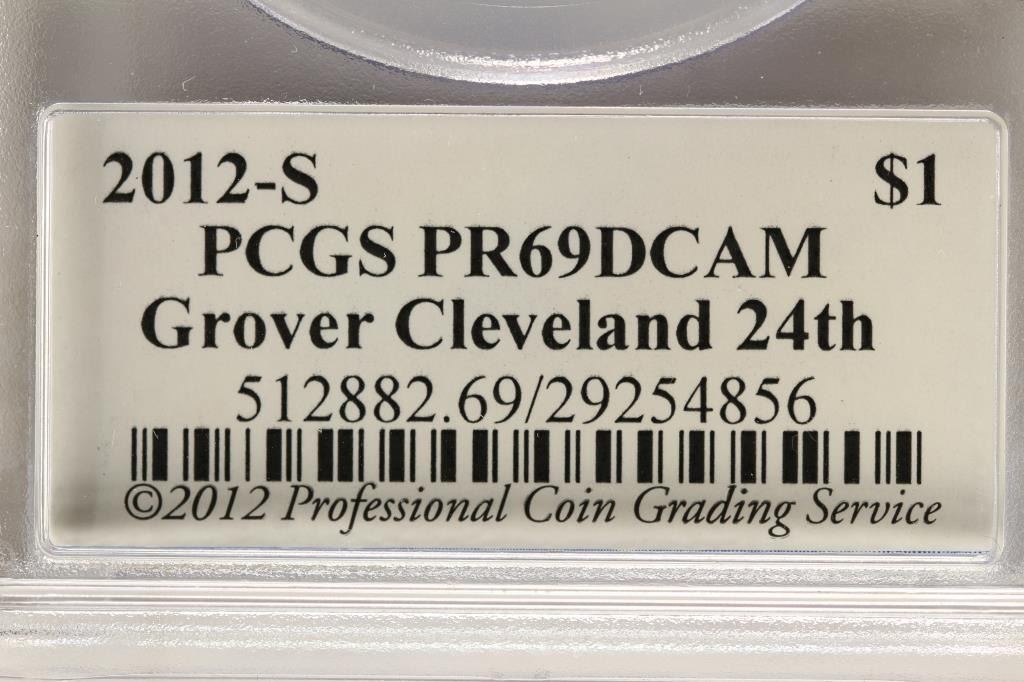 2012-S $1
PCGS PR69DCAM
Grover Cleveland 24th
512882.69/29254856
©2012 Professional Coin Grading Service